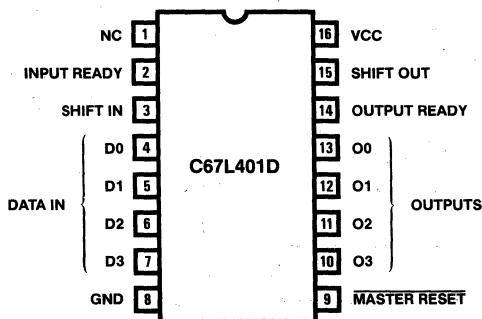 NC 1 16 VCC
INPUT READY 2 15 SHIFT OUT
SHIFT IN 3 14 OUTPUT READY
D0 4 13 O0
C67L401D
D1 5 12 O1
DATA IN OUTPUTS
D2 6 11 O2
D3 7 10 O3
GND 8 9 MASTER RESET